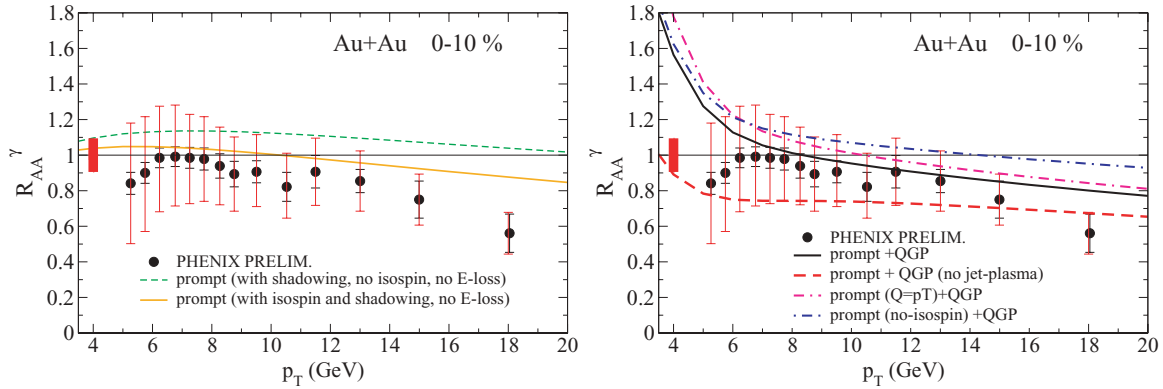 1.8
Au+Au 0-10 %
1.6
1.4
1.2
1
0.8
0.6
0.4
0.2
0
R_AA^γ
PHENIX PRELIM.
prompt (with shadowing, no isospin, no E-loss)
prompt (with isospin and shadowing, no E-loss)
4 6 8 10 12 14 16 18 20
p_T (GeV)
1.8
Au+Au 0-10 %
1.6
1.4
1.2
1
0.8
0.6
0.4
0.2
0
R_AA^γ
PHENIX PRELIM.
prompt +QGP
prompt + QGP (no jet-plasma)
prompt (Q=pT)+QGP
prompt (no-isospin) +QGP
4 6 8 10 12 14 16 18 20
p_T (GeV)